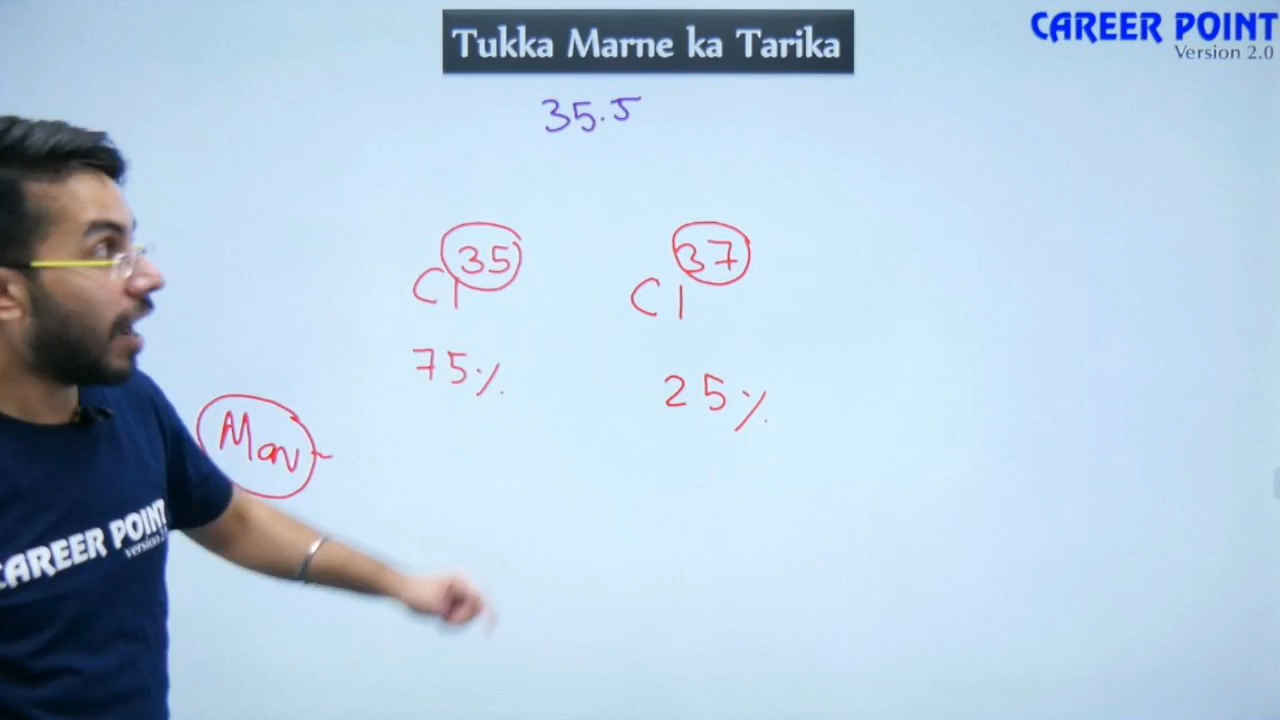 Tukka Marne ka Tarika
CAREER POINT
Version 2.0
35.5
Cl 35
Cl 37
75%
25%
CAREER POINT